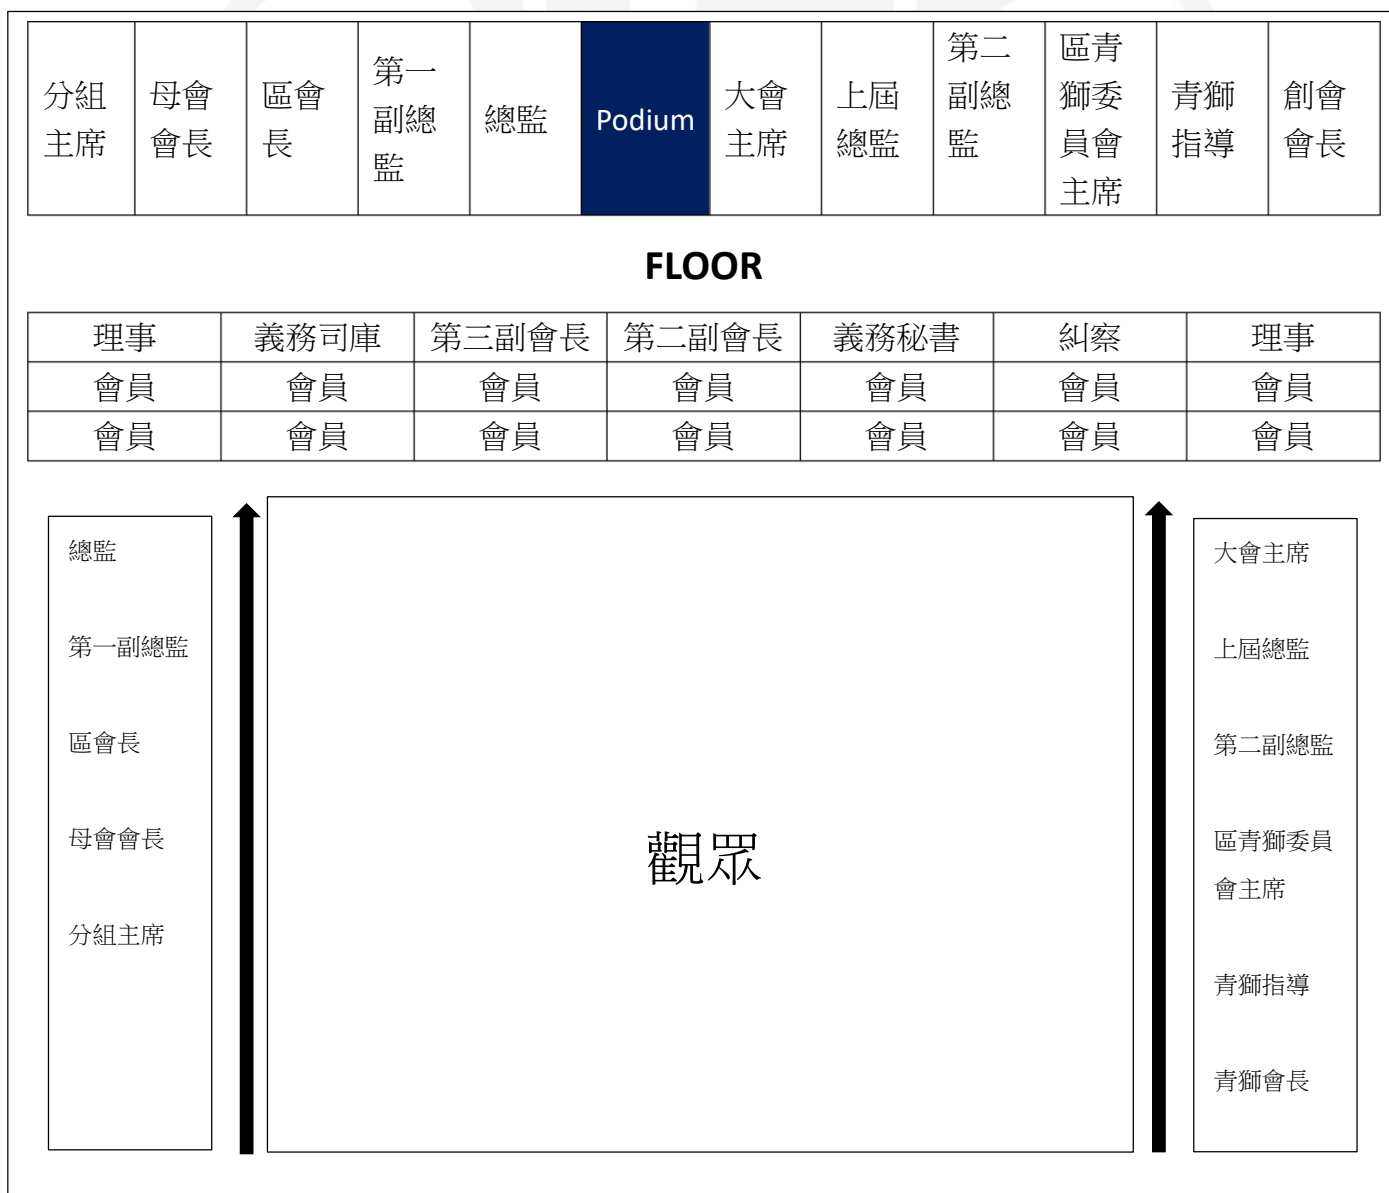 分組 母會 區會 第一 總監 Podium 大會 上屆 第二 區青 青獅 創會
主席 會長 長 副總 主席 總監 副總 獅委 指導 會長
監 監 員會
主席
FLOOR
理事 義務司庫 第三副會長 第二副會長 義務秘書 糾察 理事
會員 會員 會員 會員 會員 會員 會員
會員 會員 會員 會員 會員 會員 會員
總監
第一副總監
區會長
母會會長
分組主席
觀眾
大會主席
上屆總監
第二副總監
區青獅委員
會主席
青獅指導
青獅會長